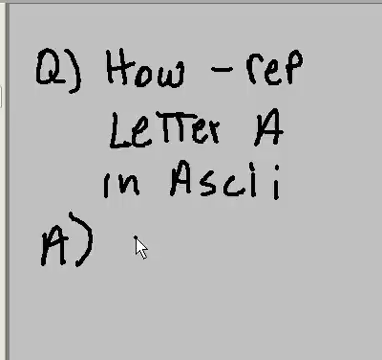 Q) How - rep
Letter A
in Ascii
A)